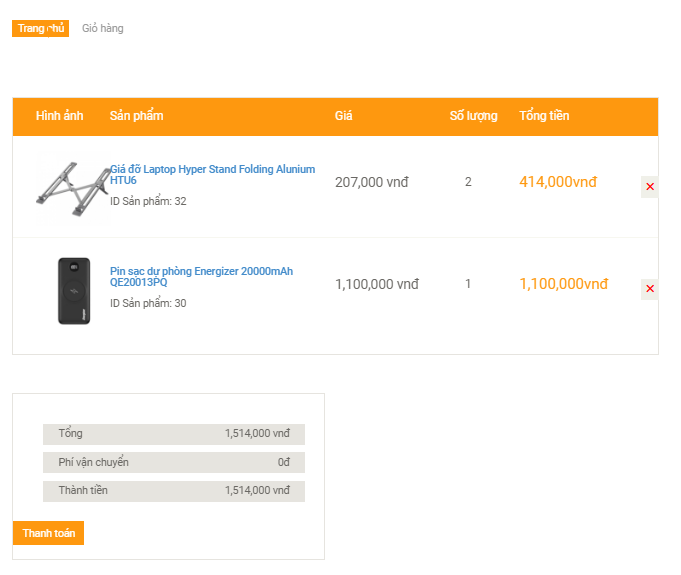 Trang chủ Giỏ hàng
Hình ảnh Sản phẩm Giá Số lượng Tổng tiền
Giá đỡ Laptop Hyper Stand Folding Alunium
HTU6
ID Sản phẩm: 32
207,000 vnđ 2 414,000vnđ
Pin sạc dự phòng Energizer 20000mAh
QE20013PQ
ID Sản phẩm: 30
1,100,000 vnđ 1 1,100,000vnđ
Tổng 1,514,000 vnđ
Phí vận chuyển 0đ
Thành tiền 1,514,000 vnđ
Thanh toán